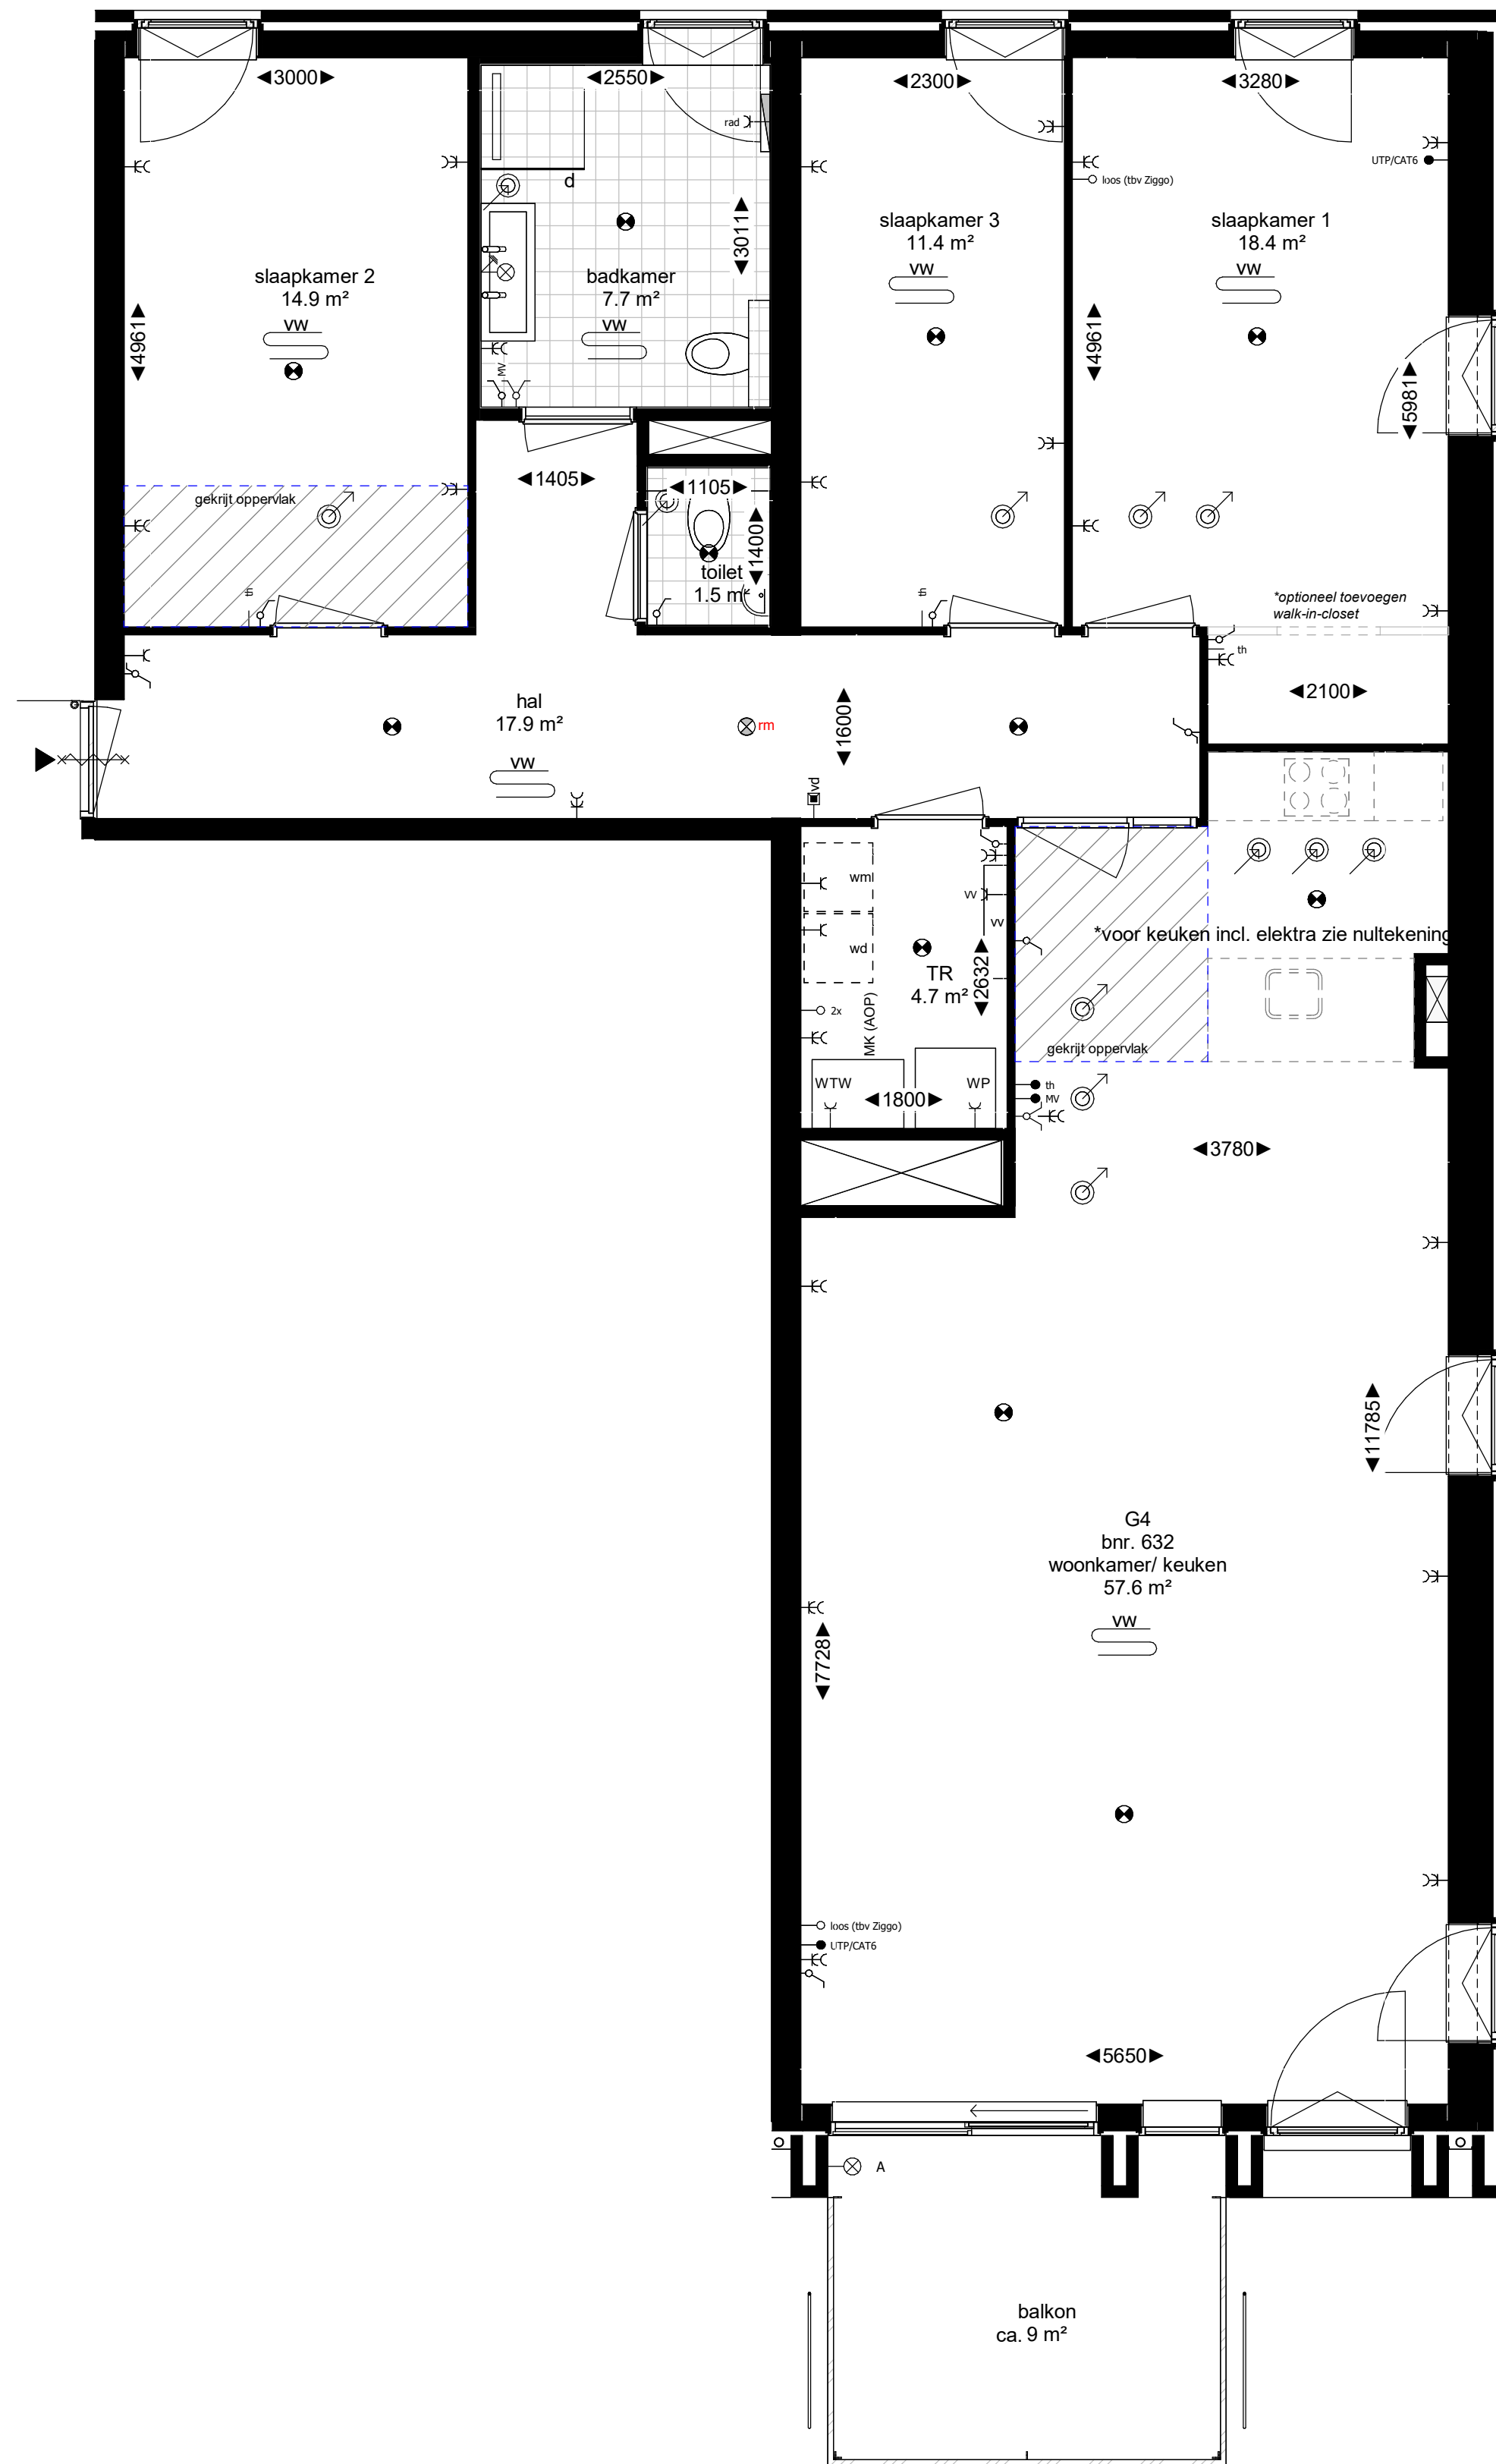 3000
2550
2300
3280
rad
UTP/CAT6
loos (tbv Ziggo)
d
3011
slaapkamer 3
11.4 m²
vw
slaapkamer 1
18.4 m²
vw
slaapkamer 2
14.9 m²
vw
badkamer
7.7 m²
vw
4961
4961
5981
MV
1405
1105
1400
gekrijt oppervlak
toilet
1.5 m²
th
th
*optioneel toevoegen
walk-in-closet
th
2100
hal
17.9 m²
vw
rm
1600
vd
wm
wd
vv
vv
TR
4.7 m²
2632
*voor keuken incl. elektra zie nultekening
2x
MK (AOP)
gekrijt oppervlak
WTW
WP
1800
th
MV
3780
11785
G4
bnr. 632
woonkamer/ keuken
57.6 m²
vw
7728
loos (tbv Ziggo)
UTP/CAT6
5650
A
balkon
ca. 9 m²